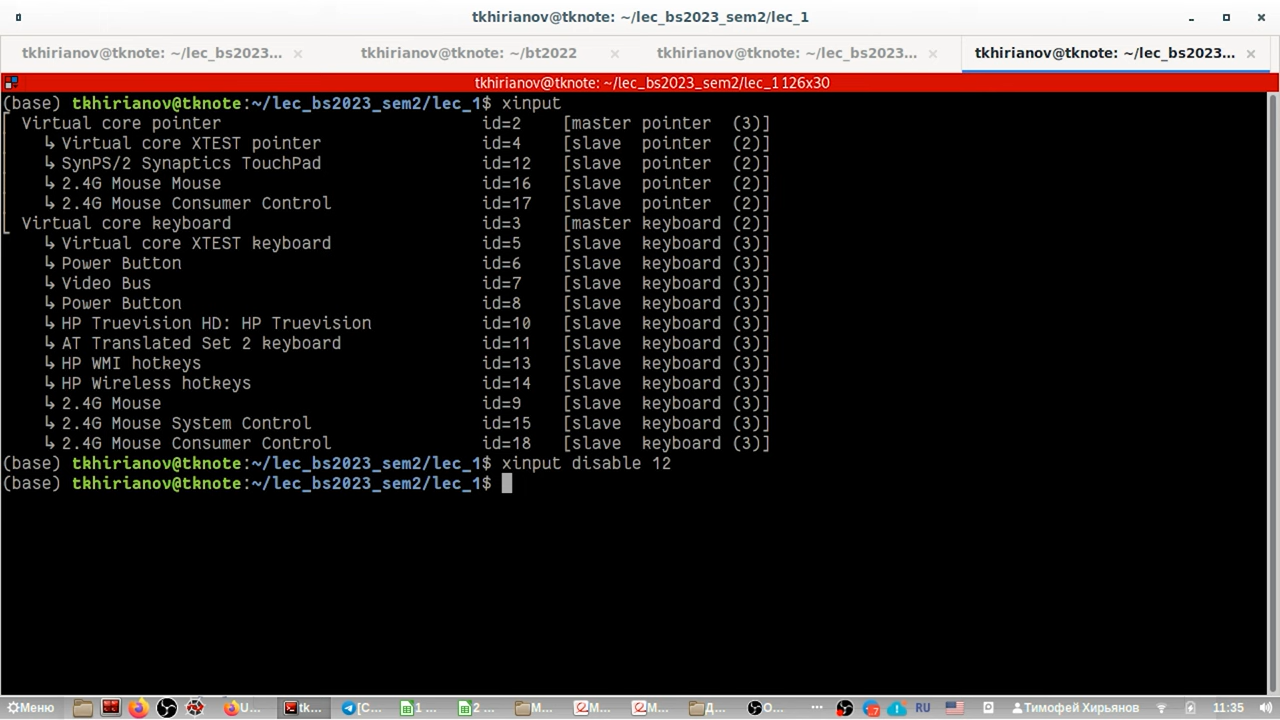 tkhirianov@tknote: ~/lec_bs2023_sem2/lec_1
tkhirianov@tknote: ~/lec_bs2023... × tkhirianov@tknote: ~/bt2022 × tkhirianov@tknote: ~/lec_bs2023... × tkhirianov@tknote: ~/lec_bs2023... ×
tkhirianov@tknote: ~/lec_bs2023_sem2/lec_1 126x30
(base) tkhirianov@tknote:~/lec_bs2023_sem2/lec_1$ xinput
⎡ Virtual core pointer id=2 [master pointer (3)]
⎜ ↳ Virtual core XTEST pointer id=4 [slave pointer (2)]
⎜ ↳ SynPS/2 Synaptics TouchPad id=12 [slave pointer (2)]
⎜ ↳ 2.4G Mouse Mouse id=16 [slave pointer (2)]
⎜ ↳ 2.4G Mouse Consumer Control id=17 [slave pointer (2)]
⎣ Virtual core keyboard id=3 [master keyboard (2)]
↳ Virtual core XTEST keyboard id=5 [slave keyboard (3)]
↳ Power Button id=6 [slave keyboard (3)]
↳ Video Bus id=7 [slave keyboard (3)]
↳ Power Button id=8 [slave keyboard (3)]
↳ HP Truevision HD: HP Truevision id=10 [slave keyboard (3)]
↳ AT Translated Set 2 keyboard id=11 [slave keyboard (3)]
↳ HP WMI hotkeys id=13 [slave keyboard (3)]
↳ HP Wireless hotkeys id=14 [slave keyboard (3)]
↳ 2.4G Mouse id=9 [slave keyboard (3)]
↳ 2.4G Mouse System Control id=15 [slave keyboard (3)]
↳ 2.4G Mouse Consumer Control id=18 [slave keyboard (3)]
(base) tkhirianov@tknote:~/lec_bs2023_sem2/lec_1$ xinput disable 12
(base) tkhirianov@tknote:~/lec_bs2023_sem2/lec_1$
Меню U... tk... [C... 1 ... 2 ... М... М... М... Д... O... ... 7 RU Тимофей Хирьянов 11:35